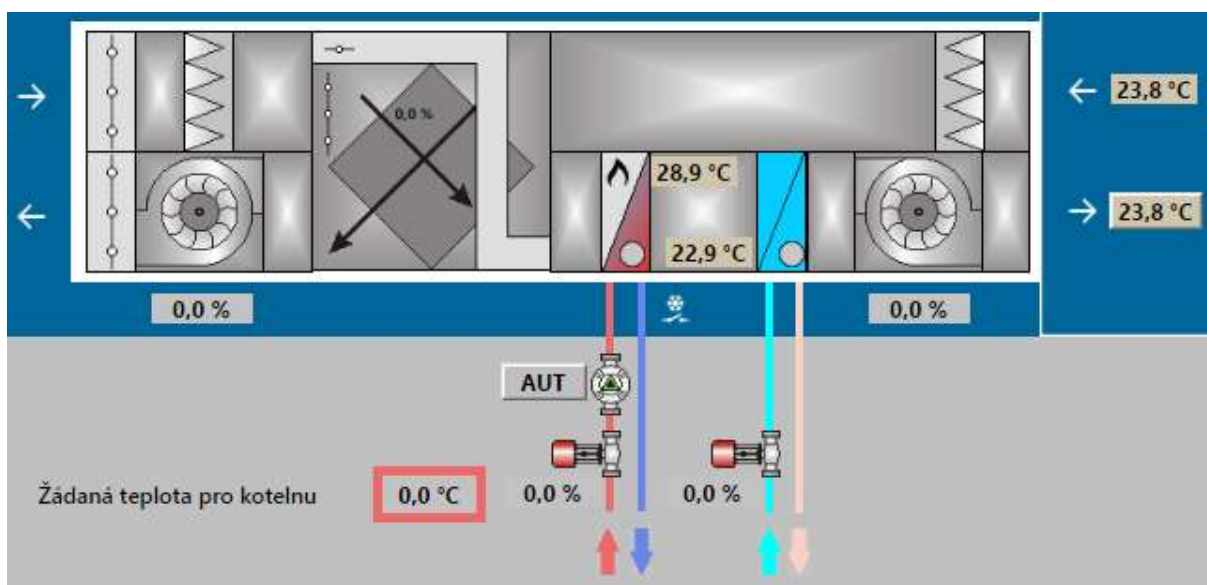 23,8 °C
0,0 %
28,9 °C
23,8 °C
22,9 °C
0,0 %
0,0 %
AUT
Žádaná teplota pro kotelnu
0,0 °C
0,0 %
0,0 %